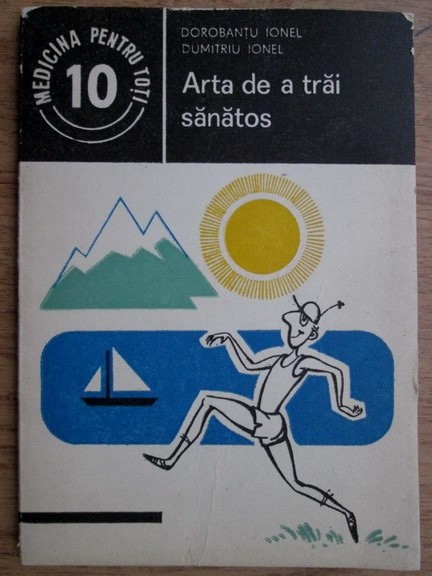 MEDICINA PENTRU TOȚI
10
DOROBANȚU IONEL
DUMITRIU IONEL
Arta de a trăi
sănătos